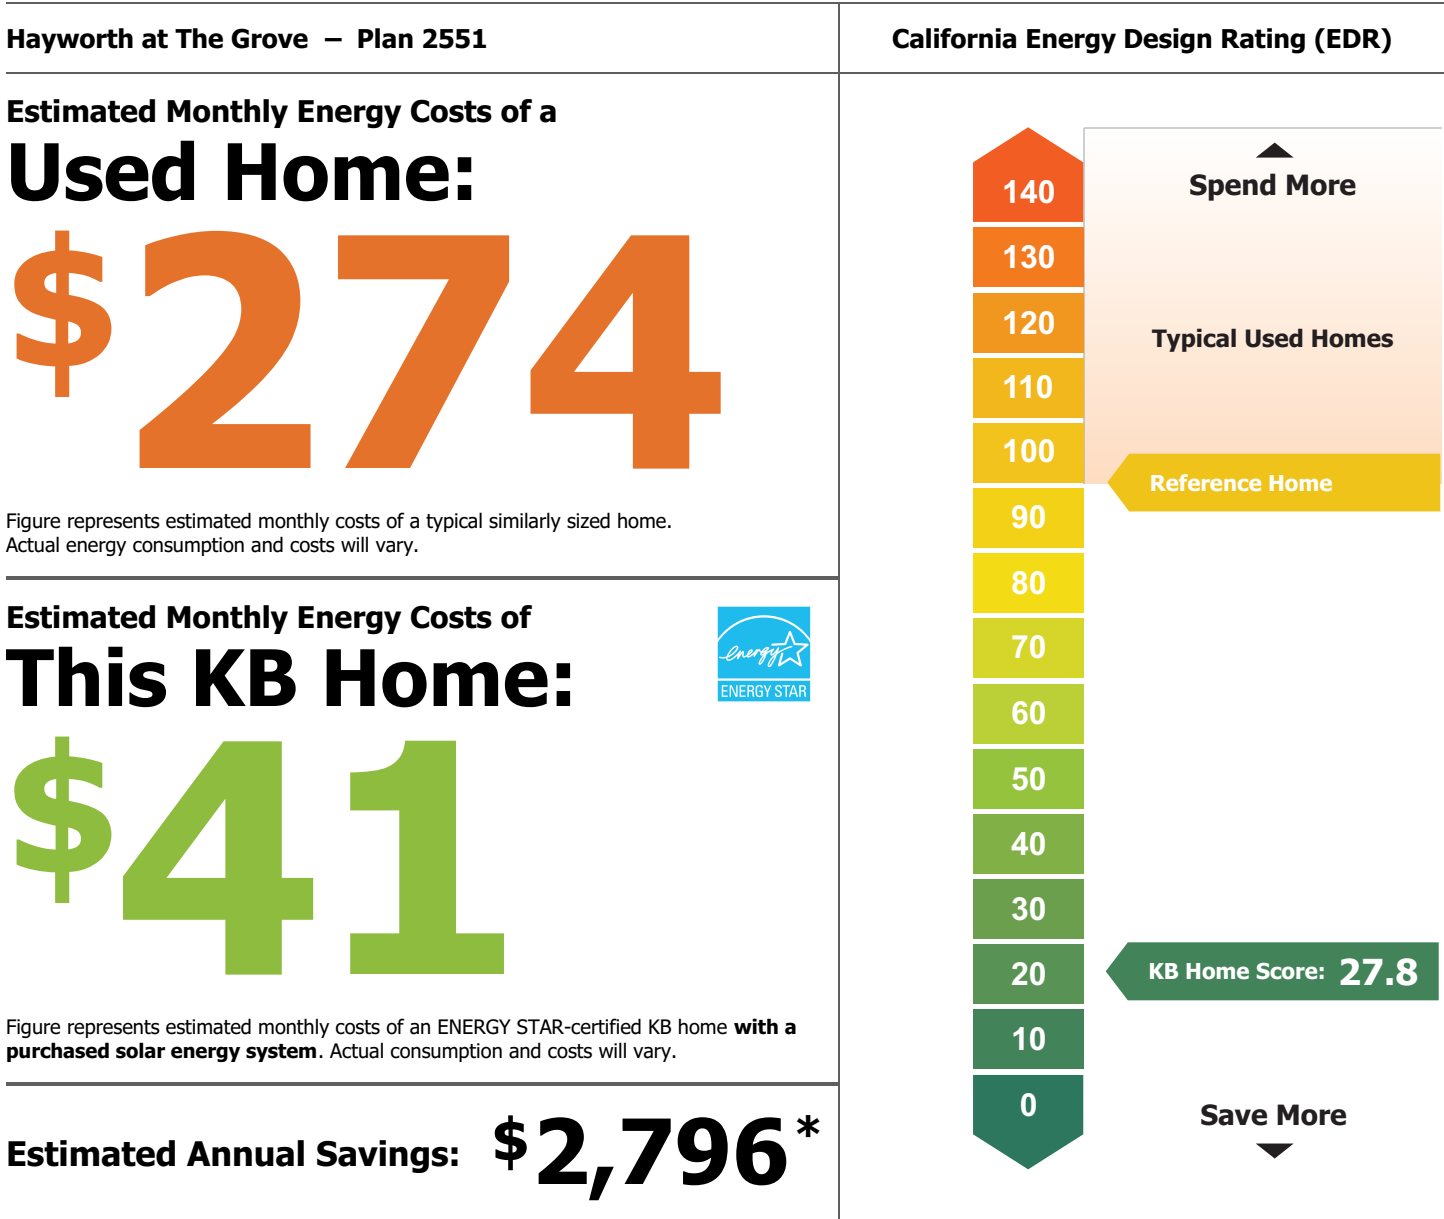 Hayworth at The Grove – Plan 2551
Estimated Monthly Energy Costs of a
Used Home:
$274
Figure represents estimated monthly costs of a typical similarly sized home.
Actual energy consumption and costs will vary.
Estimated Monthly Energy Costs of
This KB Home:
energy
ENERGY STAR
$41
Figure represents estimated monthly costs of an ENERGY STAR-certified KB home with a
purchased solar energy system. Actual consumption and costs will vary.
Estimated Annual Savings: $2,796*
California Energy Design Rating (EDR)
140
130
120
110
100
90
80
70
60
50
40
30
20
10
0
Spend More
Typical Used Homes
Reference Home
KB Home Score: 27.8
Save More